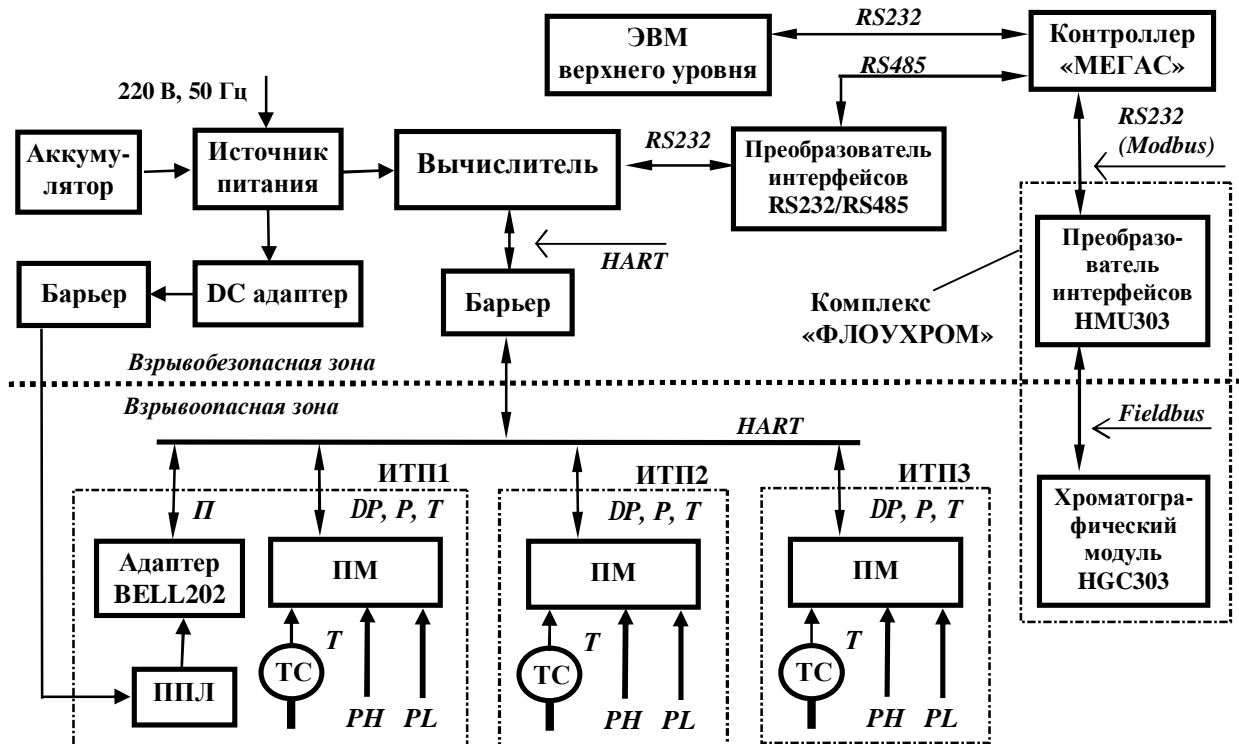 ЭВМ
верхнего уровня
RS232
Контроллер
«МЕГАС»
RS485
220 В, 50 Гц
Аккуму-
лятор
Источник
питания
Вычислитель
RS232
Преобразователь
интерфейсов
RS232/RS485
RS232
(Modbus)
HART
Барьер
DC адаптер
Барьер
Комплекс
«ФЛОУХРОМ»
Преобразо-
ватель
интерфейсов
HMU303
Взрывобезопасная зона
Взрывоопасная зона
HART
Fieldbus
ИТП1
ИТП2
ИТП3
П
DP, P, T
DP, P, T
DP, P, T
Хроматогра-
фический
модуль
HGC303
Адаптер
BELL202
ПМ
ПМ
ПМ
T
T
T
ТС
ТС
ТС
ППЛ
PH
PL
PH
PL
PH
PL